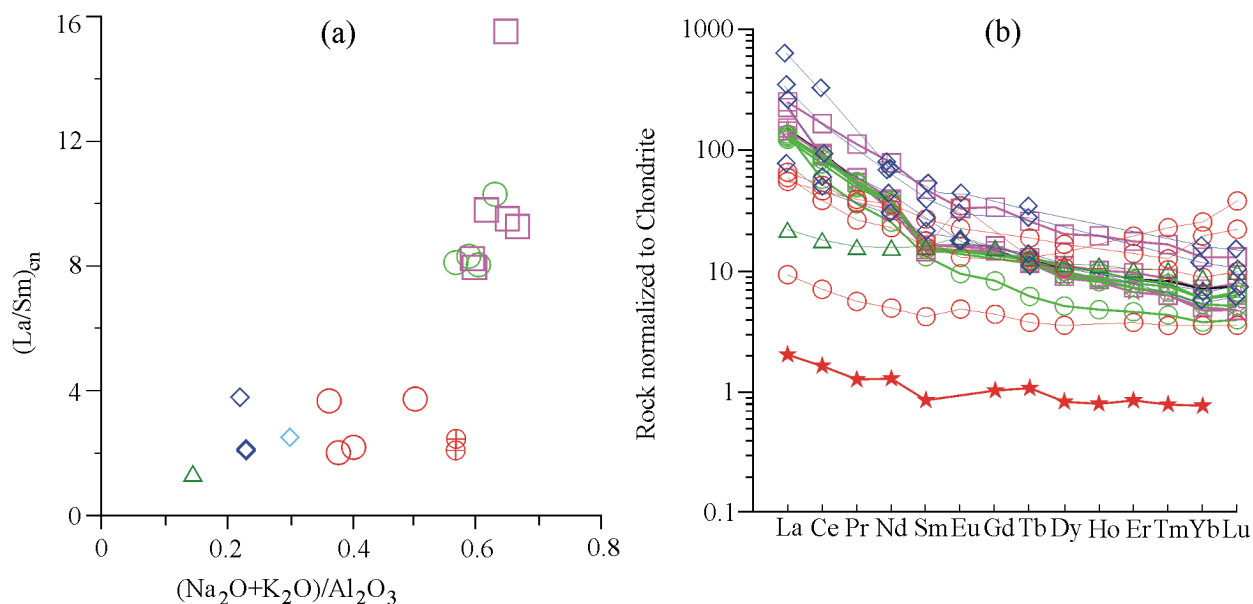 (a)
16
12
8
4
0
(La/Sm)cn
0
0.2
0.4
0.6
0.8
(Na₂O+K₂O)/Al₂O₃
(b)
1000
100
10
1
0.1
Rock normalized to Chondrite
La Ce Pr Nd Sm Eu Gd Tb Dy Ho Er Tm Yb Lu